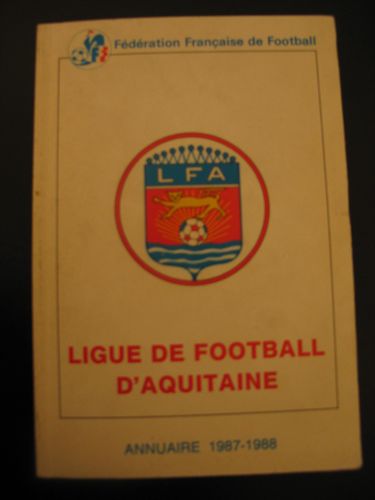 Fédération Française de Football
LFA
LIGUE DE FOOTBALL
D'AQUITAINE
ANNUAIRE 1987-1988